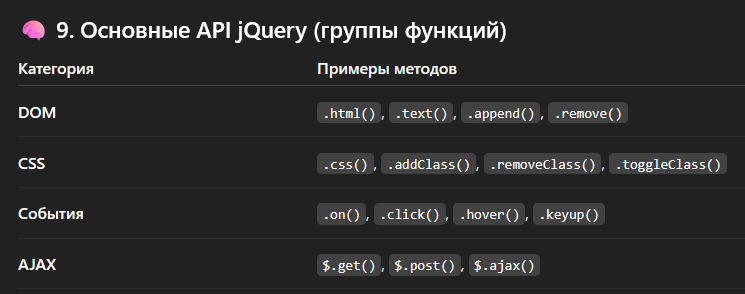 🧠 9. Основные API jQuery (группы функций)
Категория Примеры методов
DOM .html(), .text(), .append(), .remove()
CSS .css(), .addClass(), .removeClass(), .toggleClass()
События .on(), .click(), .hover(), .keyup()
AJAX $.get(), $.post(), $.ajax()